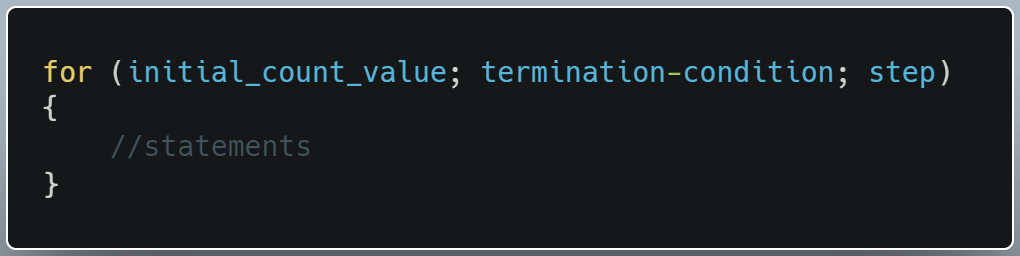 for (initial_count_value; termination-condition; step)
{
    //statements
}